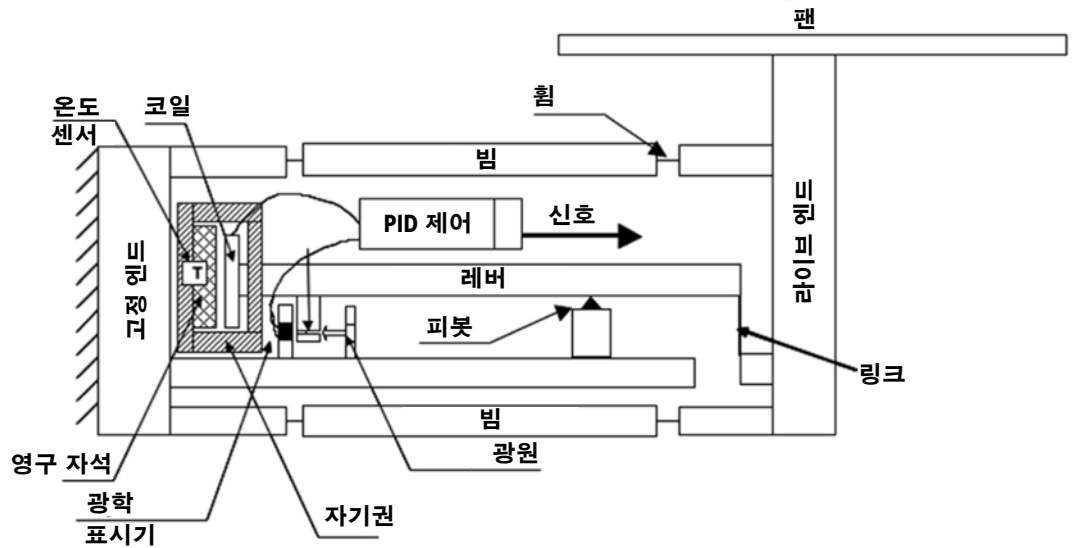 팬
휨
온도
센서
코일
빔
PID 제어
신호
고정 엔드
T
레버
라이브 엔드
피봇
링크
빔
광원
영구 자석
광학
표시기
자기권